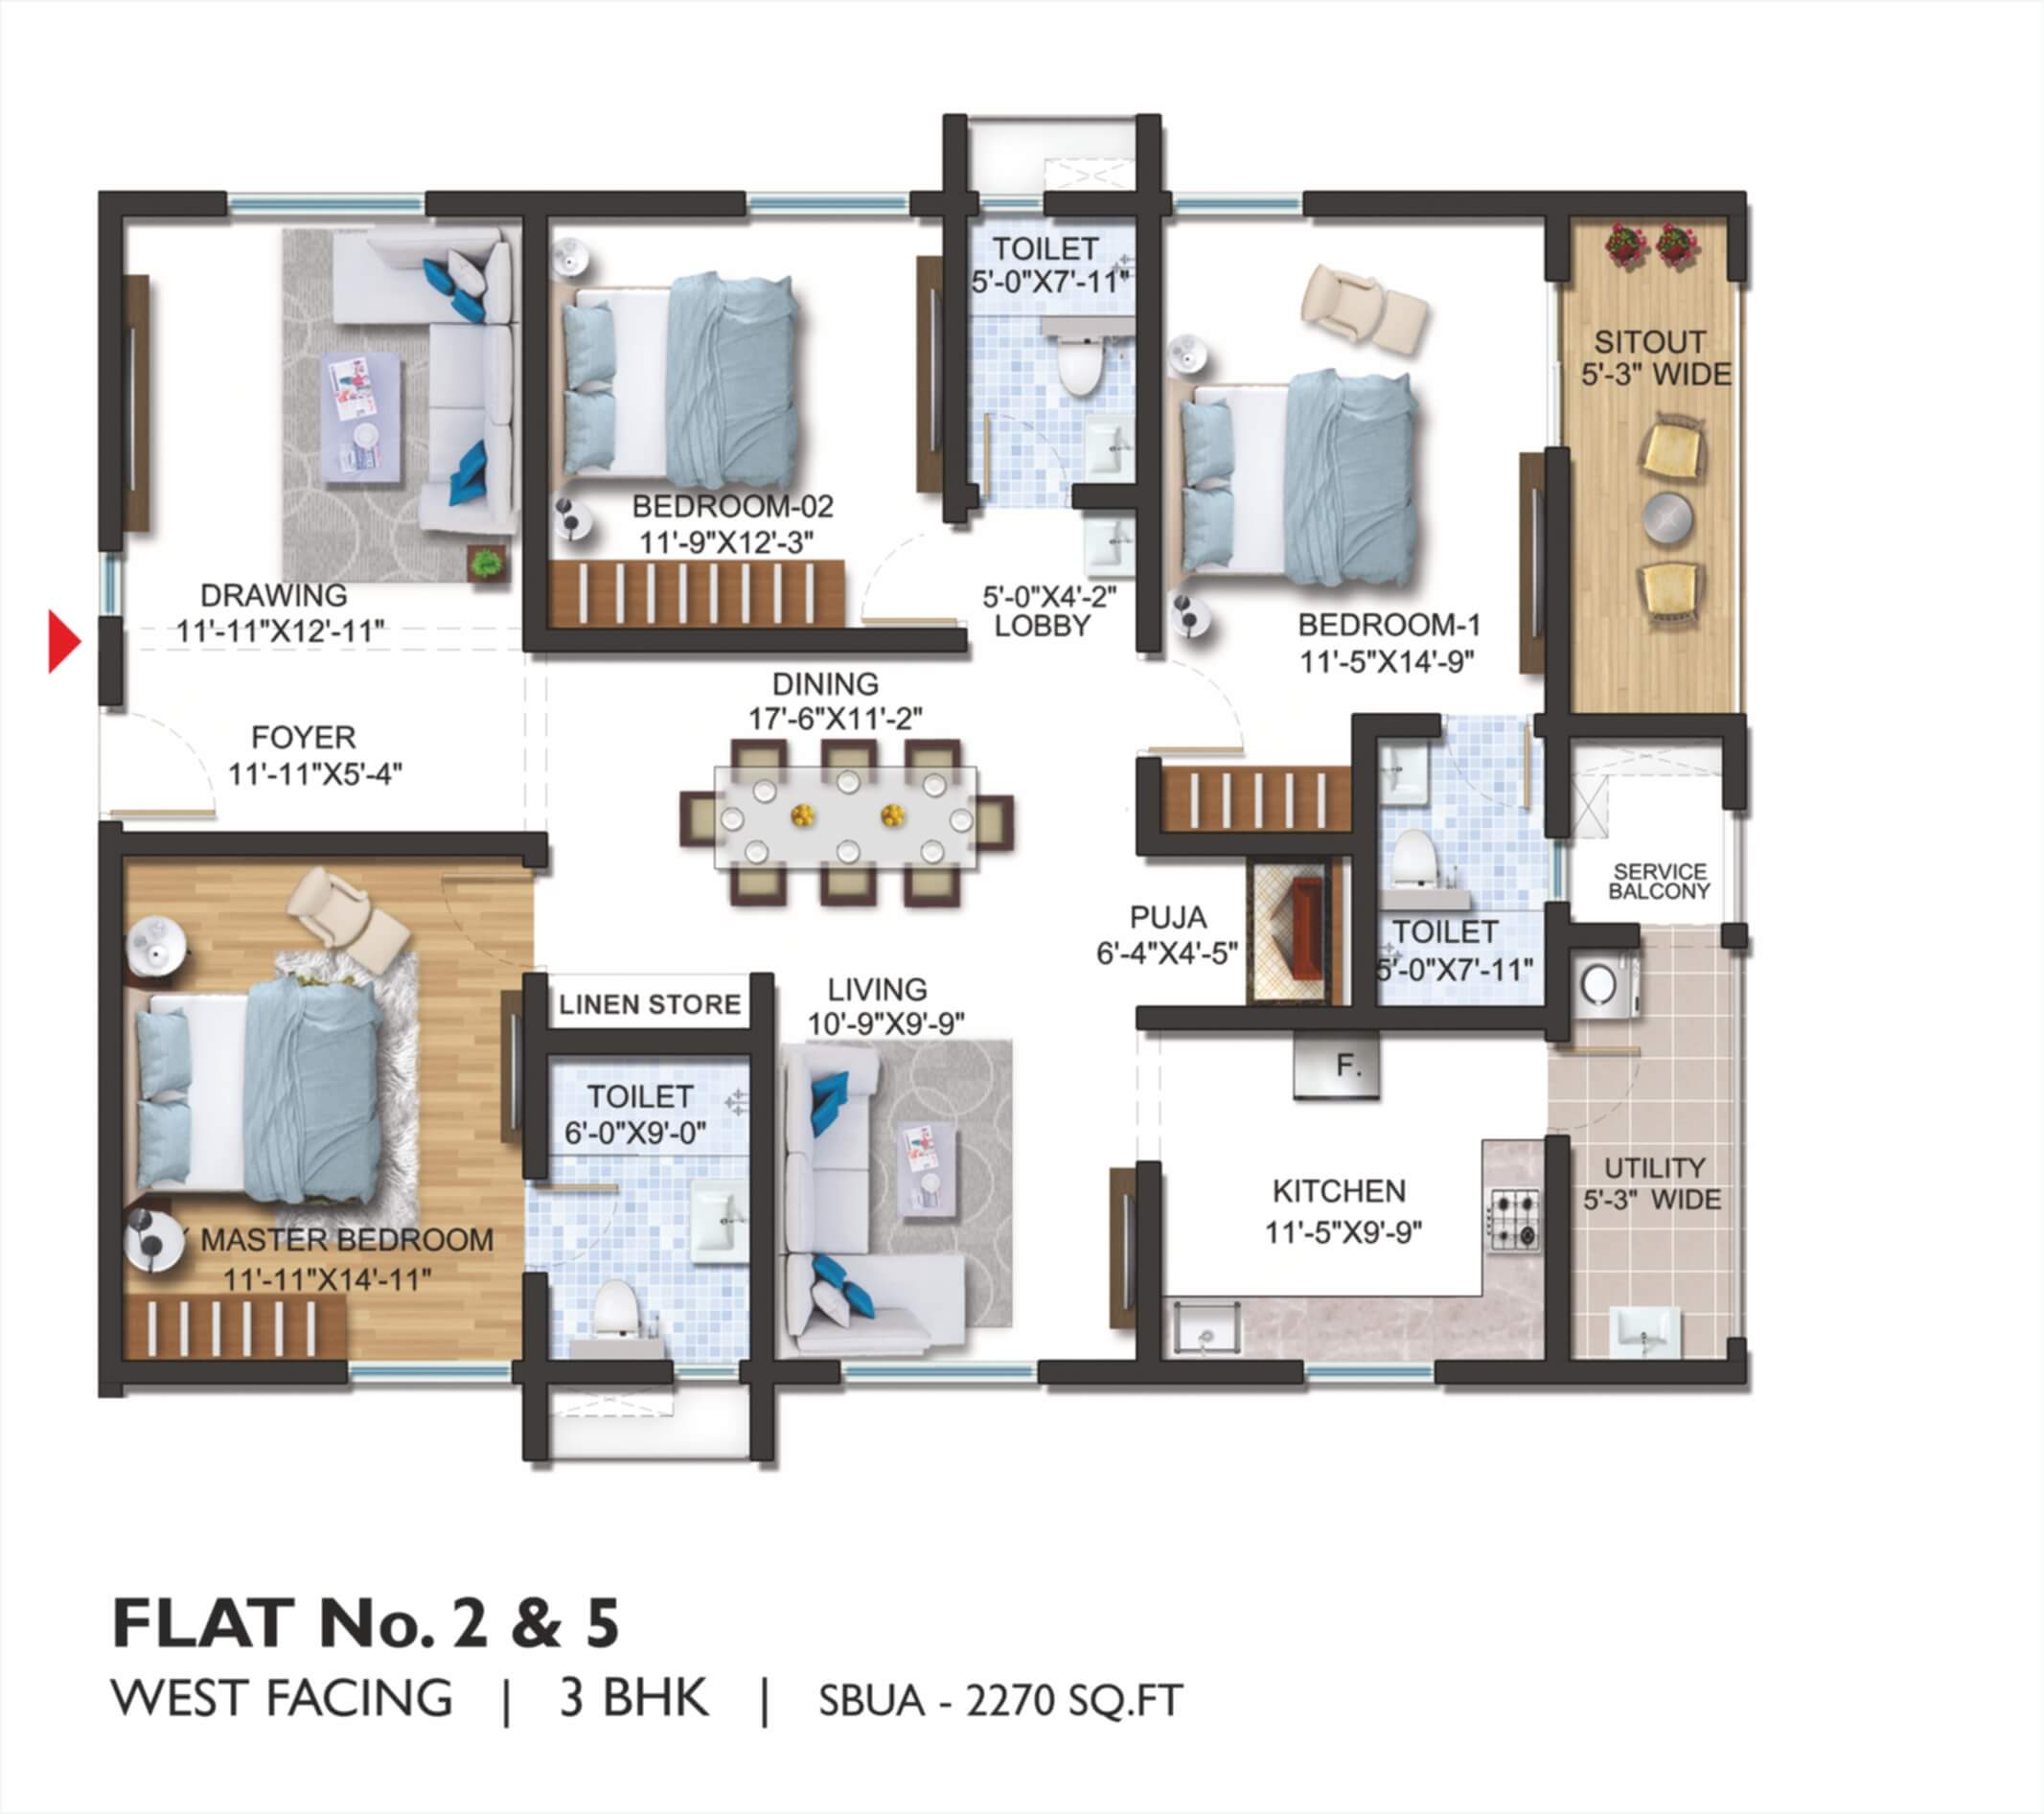 TOILET
5'-0"X7'-11"
SITOUT
5'-3" WIDE
BEDROOM-02
11'-9"X12'-3"
DRAWING
11'-11"X12'-11"
5'-0"X4'-2"
LOBBY
BEDROOM-1
11'-5"X14'-9"
DINING
17'-6"X11'-2"
FOYER
11'-11"X5'-4"
SERVICE
BALCONY
PUJA
6'-4"X4'-5"
TOILET
5'-0"X7'-11"
LINEN STORE
LIVING
10'-9"X9'-9"
F.
TOILET
6'-0"X9'-0"
KITCHEN
11'-5"X9'-9"
UTILITY
5'-3" WIDE
MASTER BEDROOM
11'-11"X14'-11"
FLAT No. 2 & 5
WEST FACING | 3 BHK | SBUA - 2270 SQ.FT